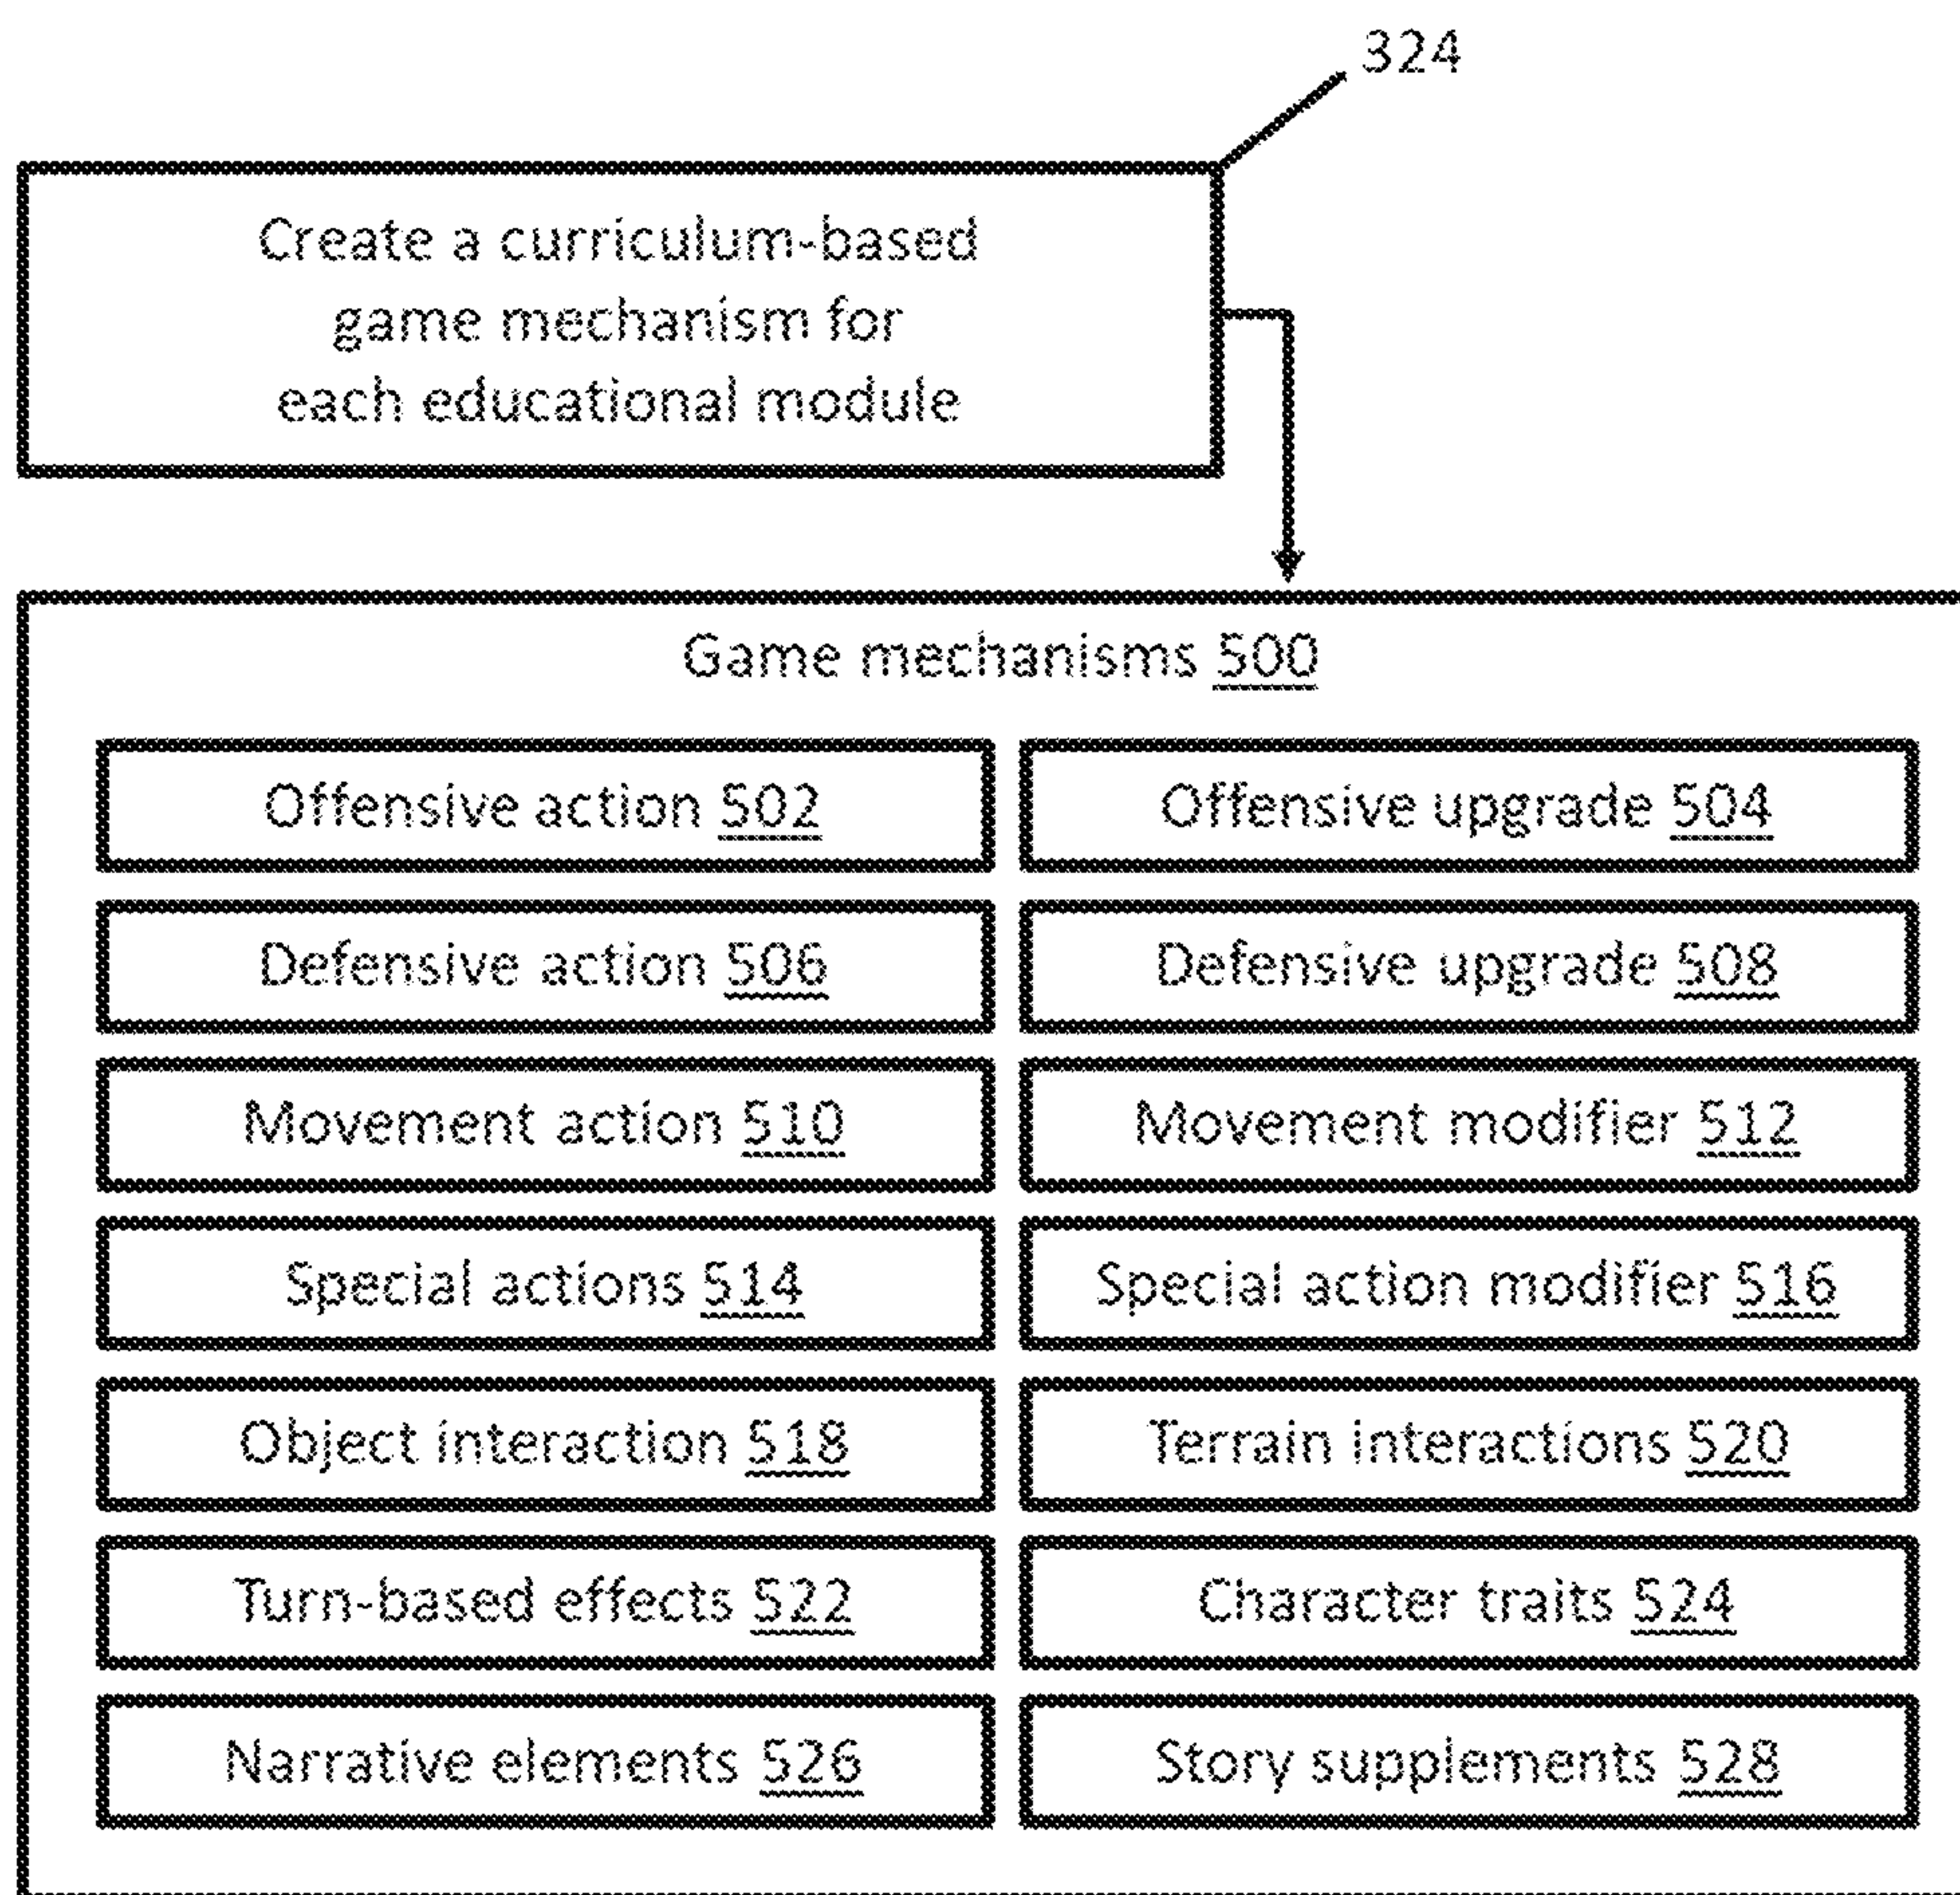 324
Create a curriculum-based
game mechanism for
each educational module
Game mechanisms 500
Offensive action 502
Offensive upgrade 504
Defensive action 506
Defensive upgrade 508
Movement action 510
Movement modifier 512
Special actions 514
Special action modifier 516
Object interaction 518
Terrain interactions 520
Turn-based effects 522
Character traits 524
Narrative elements 526
Story supplements 528